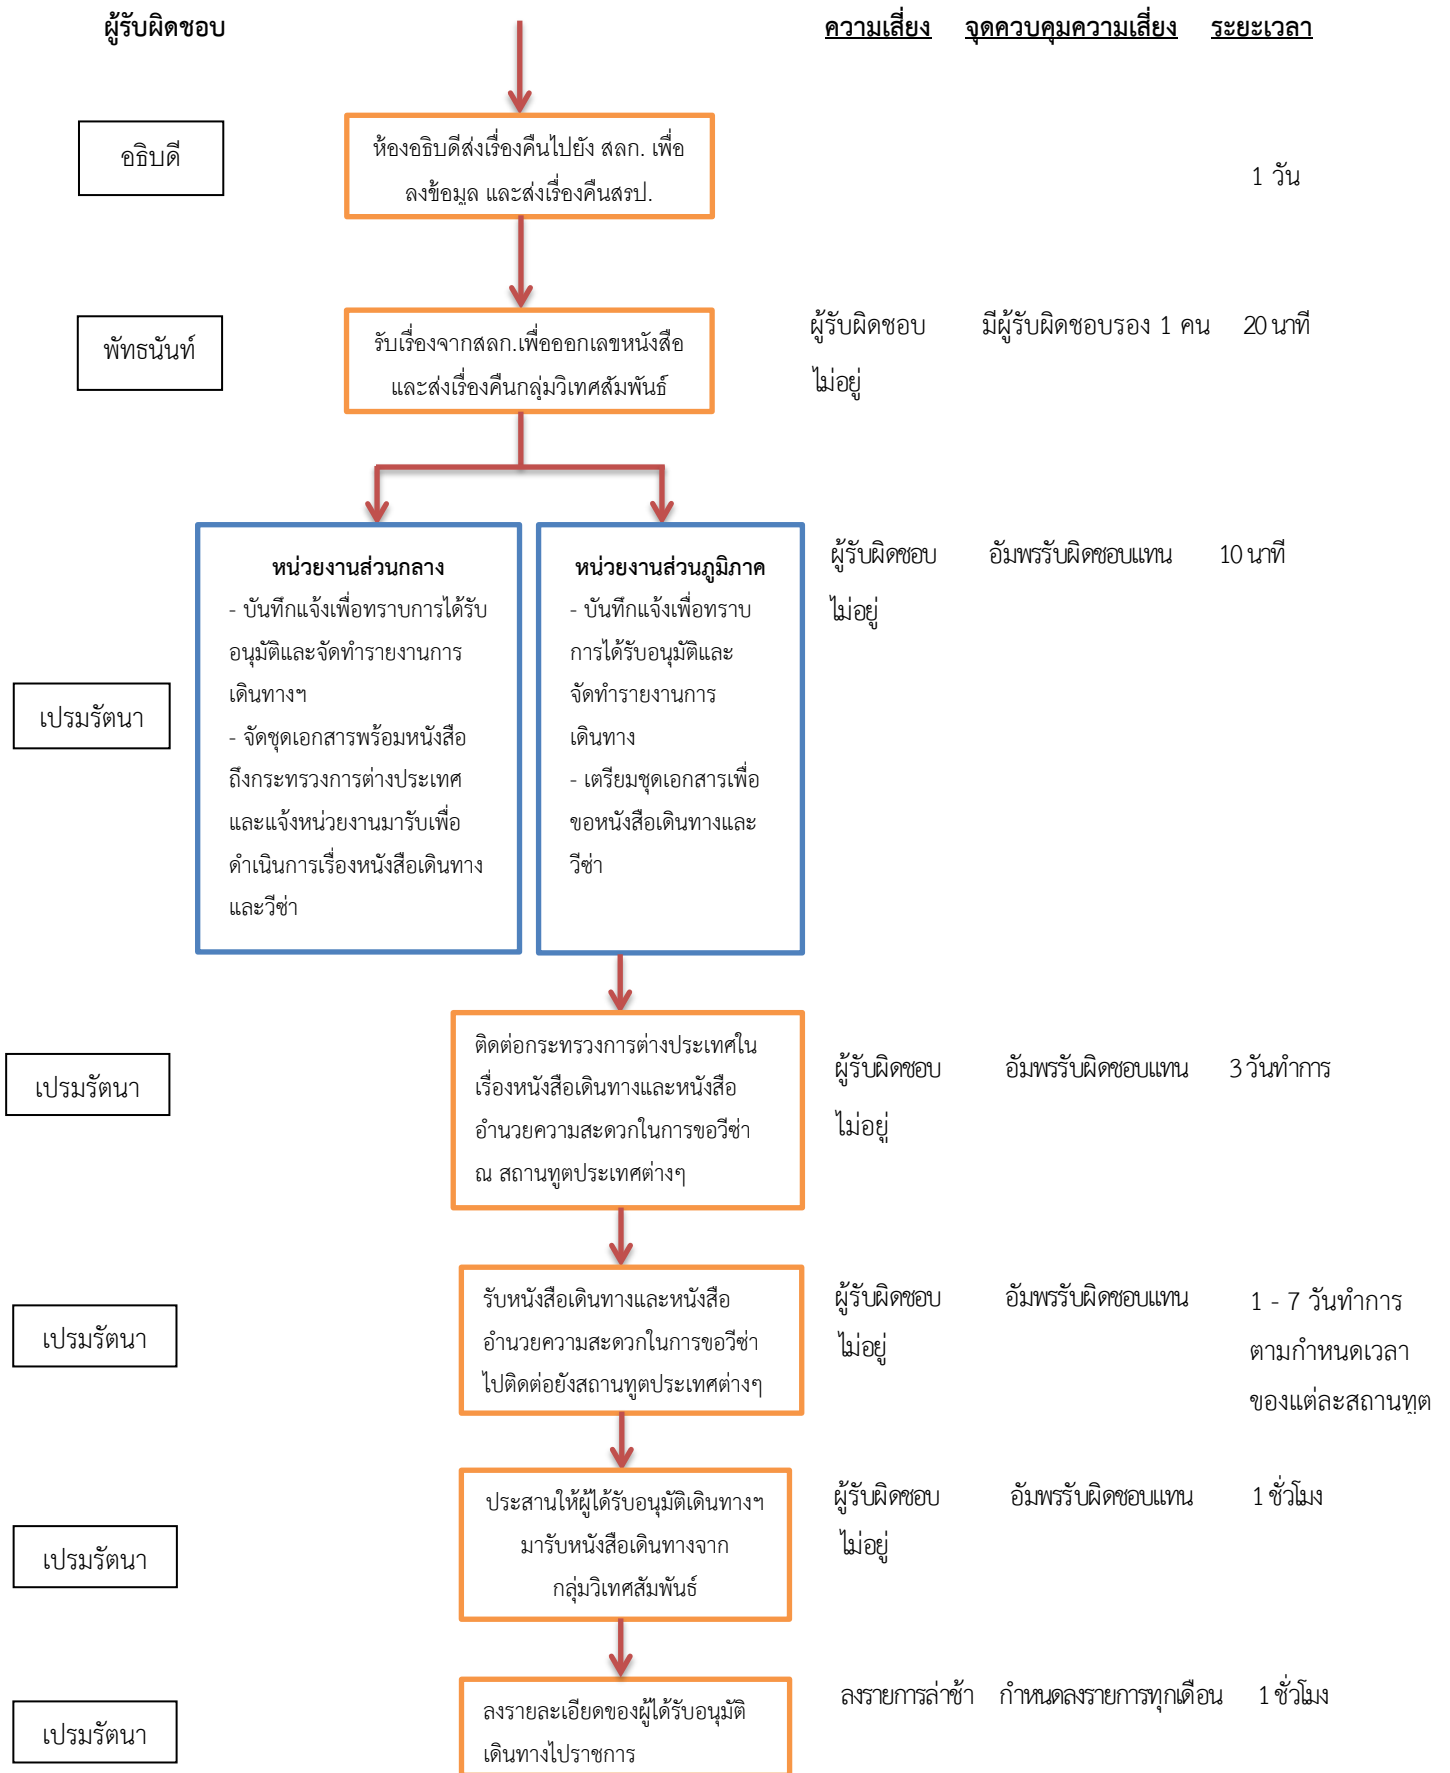 ผู้รับผิดชอบ
ความเสี่ยง จุดควบคุมความเสี่ยง ระยะเวลา
อธิบดี
ห้องอธิบดีส่งเรื่องคืนไปยัง สลก. เพื่อ
ลงข้อมูล และส่งเรื่องคืนสรป.
1 วัน
พัทธนันท์
รับเรื่องจากสลก.เพื่อออกเลขหนังสือ
และส่งเรื่องคืนกลุ่มวิเทศสัมพันธ์
ผู้รับผิดชอบ
ไม่อยู่
มีผู้รับผิดชอบรอง 1 คน
20 นาที
เปรมรัตนา
หน่วยงานส่วนกลาง
- บันทึกแจ้งเพื่อทราบการได้รับ
อนุมัติและจัดทำรายงานการ
เดินทางฯ
- จัดชุดเอกสารพร้อมหนังสือ
ถึงกระทรวงการต่างประเทศ
และแจ้งหน่วยงานมารับเพื่อ
ดำเนินการเรื่องหนังสือเดินทาง
และวีซ่า
หน่วยงานส่วนภูมิภาค
- บันทึกแจ้งเพื่อทราบ
การได้รับอนุมัติและ
จัดทำรายงานการ
เดินทาง
- เตรียมชุดเอกสารเพื่อ
ขอหนังสือเดินทางและ
วีซ่า
ผู้รับผิดชอบ
ไม่อยู่
อัมพรรับผิดชอบแทน
10 นาที
เปรมรัตนา
ติดต่อกระทรวงการต่างประเทศใน
เรื่องหนังสือเดินทางและหนังสือ
อำนวยความสะดวกในการขอวีซ่า
ณ สถานทูตประเทศต่างๆ
ผู้รับผิดชอบ
ไม่อยู่
อัมพรรับผิดชอบแทน
3 วันทำการ
เปรมรัตนา
รับหนังสือเดินทางและหนังสือ
อำนวยความสะดวกในการขอวีซ่า
ไปติดต่อยังสถานทูตประเทศต่างๆ
ผู้รับผิดชอบ
ไม่อยู่
อัมพรรับผิดชอบแทน
1 - 7 วันทำการ
ตามกำหนดเวลา
ของแต่ละสถานทูต
เปรมรัตนา
ประสานให้ผู้ได้รับอนุมัติเดินทางฯ
มารับหนังสือเดินทางจาก
กลุ่มวิเทศสัมพันธ์
ผู้รับผิดชอบ
ไม่อยู่
อัมพรรับผิดชอบแทน
1 ชั่วโมง
เปรมรัตนา
ลงรายละเอียดของผู้ได้รับอนุมัติ
เดินทางไปราชการ
ลงรายการล่าช้า
กำหนดลงรายการทุกเดือน
1 ชั่วโมง